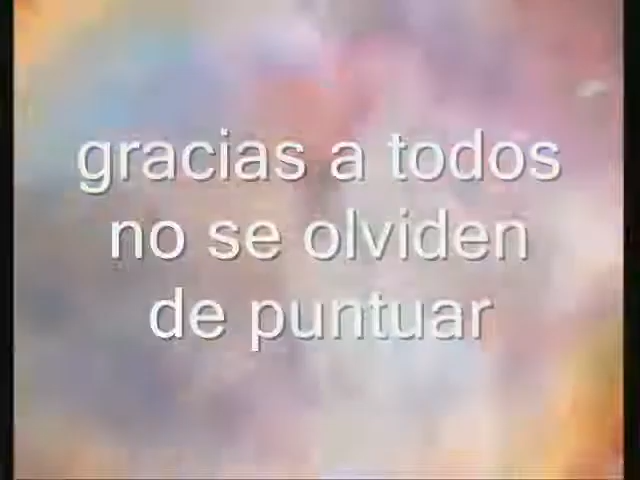 gracias a todos
no se olviden
de puntuar